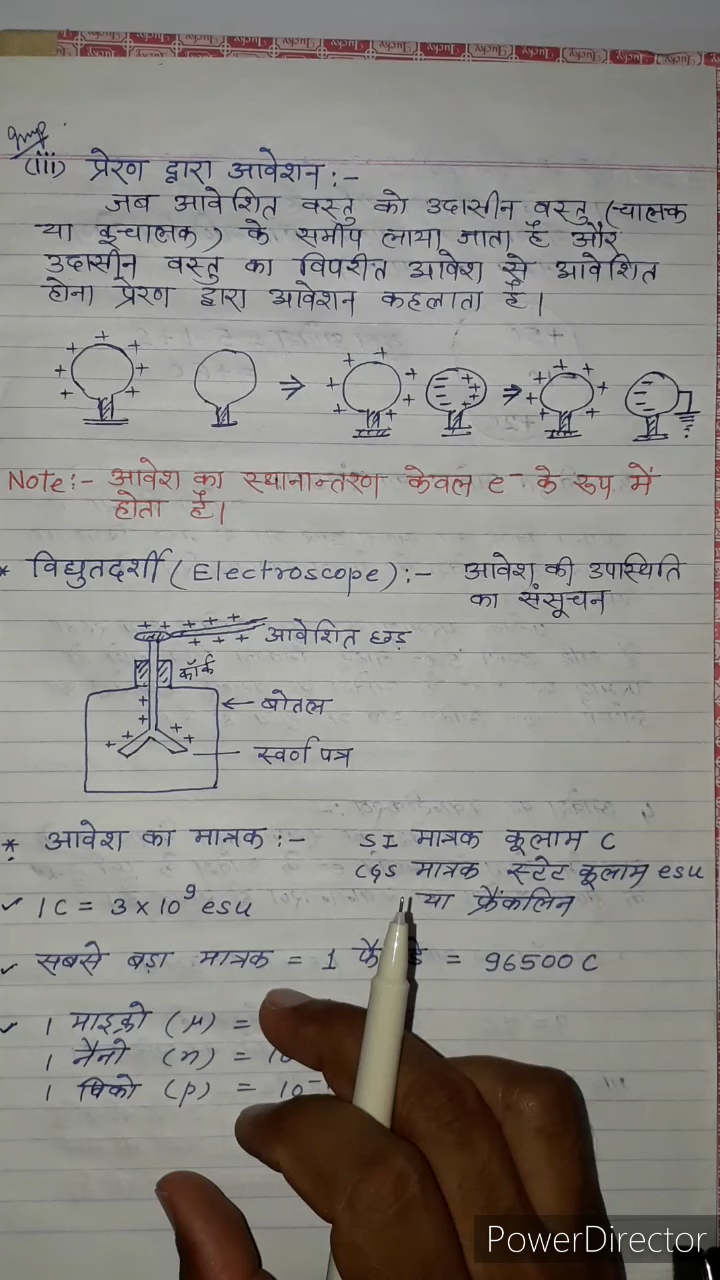 Imp
(iii) प्रेरण द्वारा आवेशन :-
जब आवेशित वस्तु को उदासीन वस्तु (चालक
या कुचालक) के समीप लाया जाता है और
उदासीन वस्तु का विपरीत आवेश से आवेशित
होना प्रेरण द्वारा आवेशन कहलाता है।
Note:- आवेश का स्थानान्तरण केवल e⁻ के रूप में
होता है।
* विद्युतदर्शी (Electroscope):- आवेश की उपस्थिति
का संसूचन
आवेशित छड़
कॉर्क
← बोतल
स्वर्ण पत्र
* आवेश का मात्रक :- S.I मात्रक कूलाम C
CGS मात्रक स्टेट कूलाम esu
या फ्रैंकलिन
✓ 1C = 3 × 10⁹ esu
✓ सबसे बड़ा मात्रक = 1 = 96500 C
✓ 1 माइक्रो (μ) =
1 नैनो (n) =
1 पिको (p) =
PowerDirector